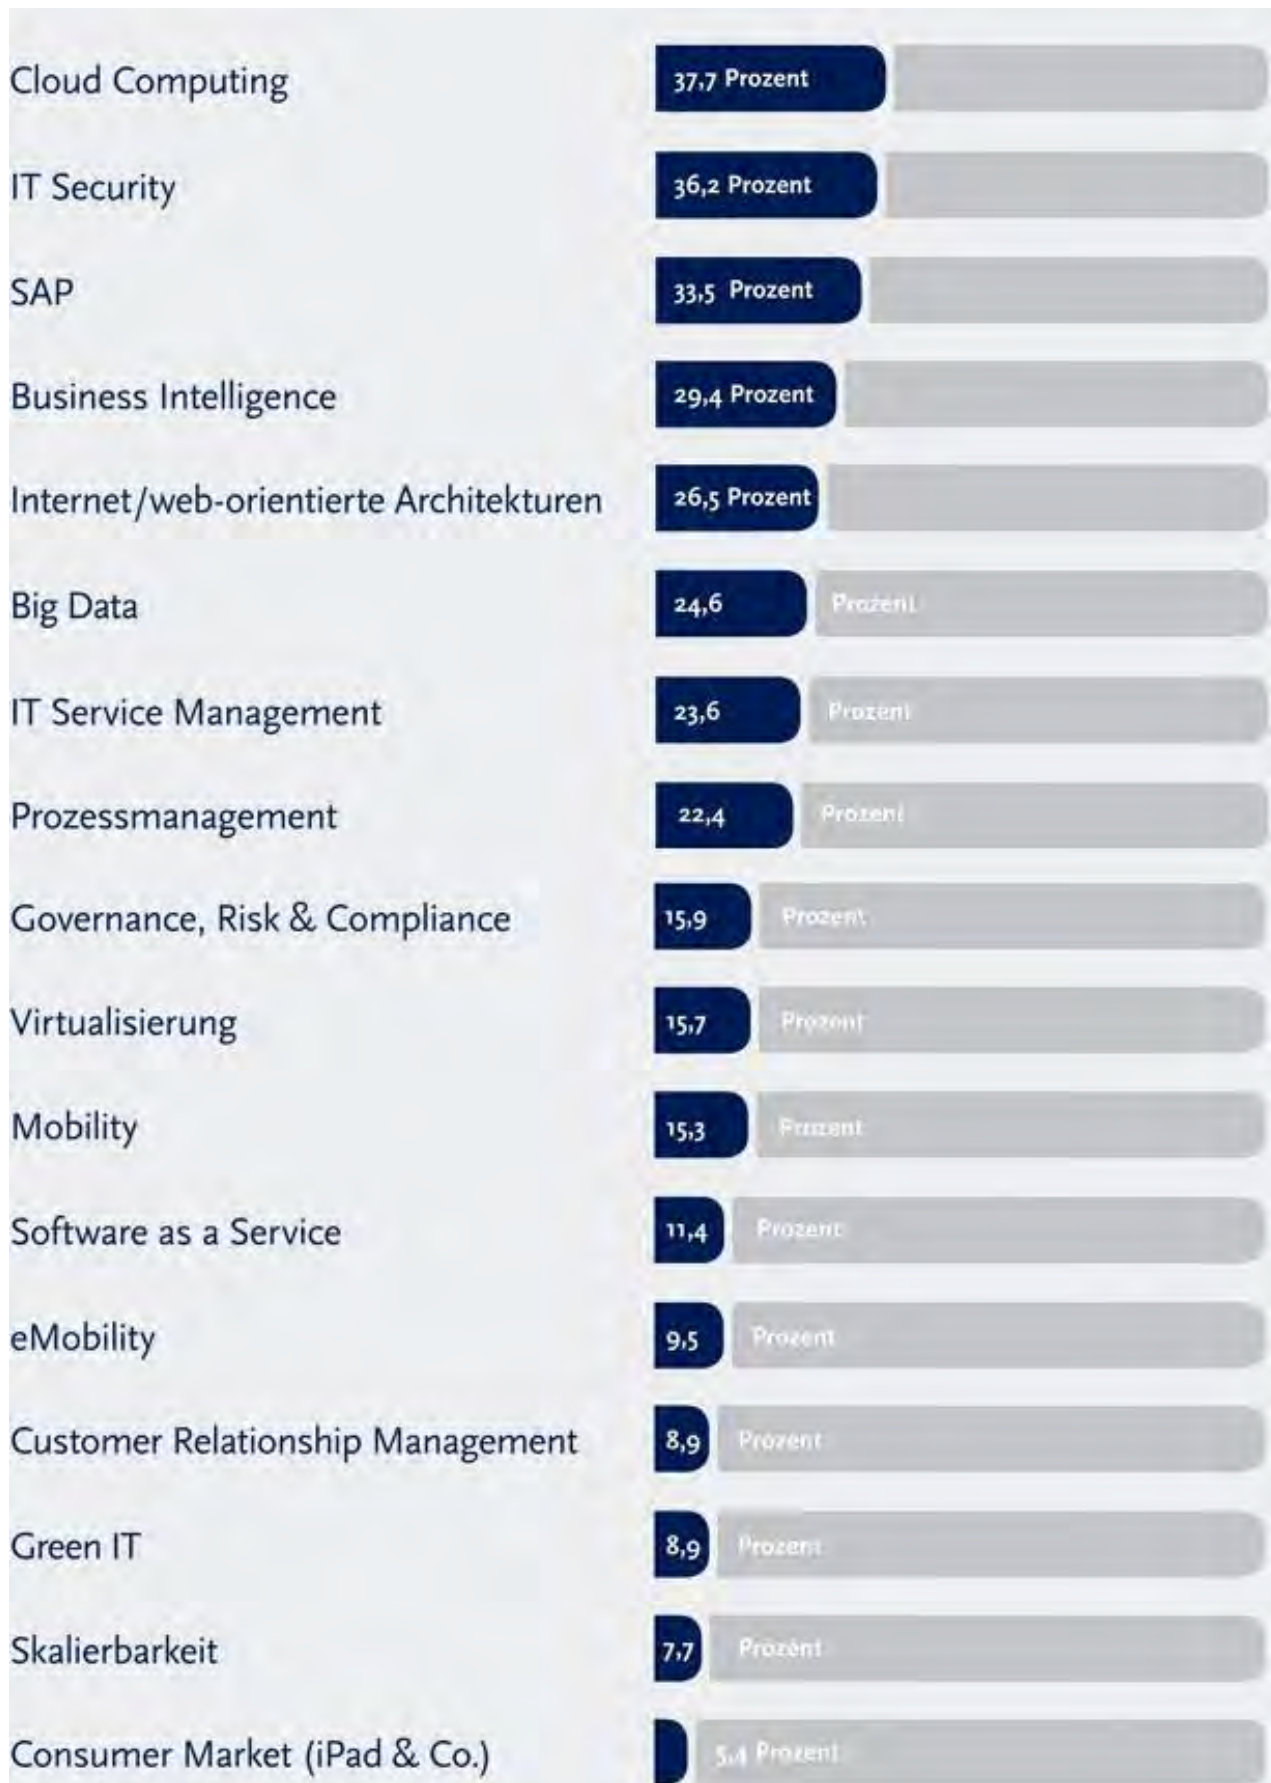 Cloud Computing 37,7 Prozent
IT Security 36,2 Prozent
SAP 33,5 Prozent
Business Intelligence 29,4 Prozent
Internet/web-orientierte Architekturen 26,5 Prozent
Big Data 24,6 Prozent
IT Service Management 23,6 Prozent
Prozessmanagement 22,4 Prozent
Governance, Risk & Compliance 15,9 Prozent
Virtualisierung 15,7 Prozent
Mobility 15,3 Prozent
Software as a Service 11,4 Prozent
eMobility 9,5 Prozent
Customer Relationship Management 8,9 Prozent
Green IT 8,9 Prozent
Skalierbarkeit 7,7 Prozent
Consumer Market (iPad & Co.) 5,4 Prozent